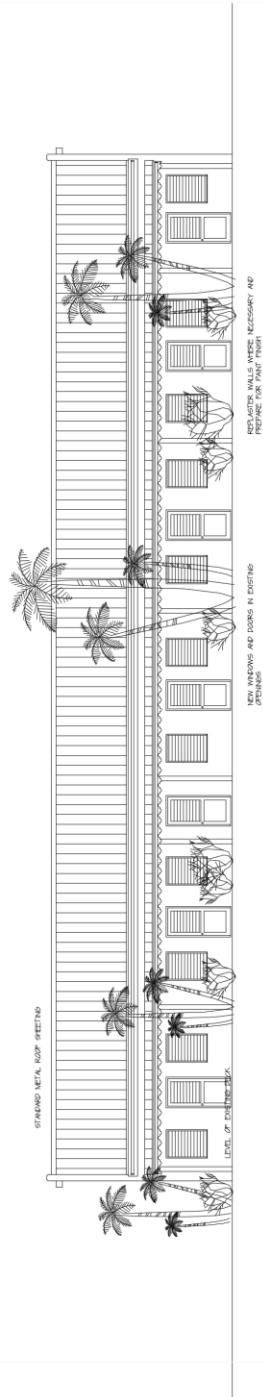 STANDARD METAL ROOF SHEETING
LEVEL OF EXISTING DECK
NEW WINDOWS AND DOORS IN EXISTING
OPENINGS
REPLASTER WALLS WHERE NECESSARY AND
PREPARE FOR PAINT FINISH